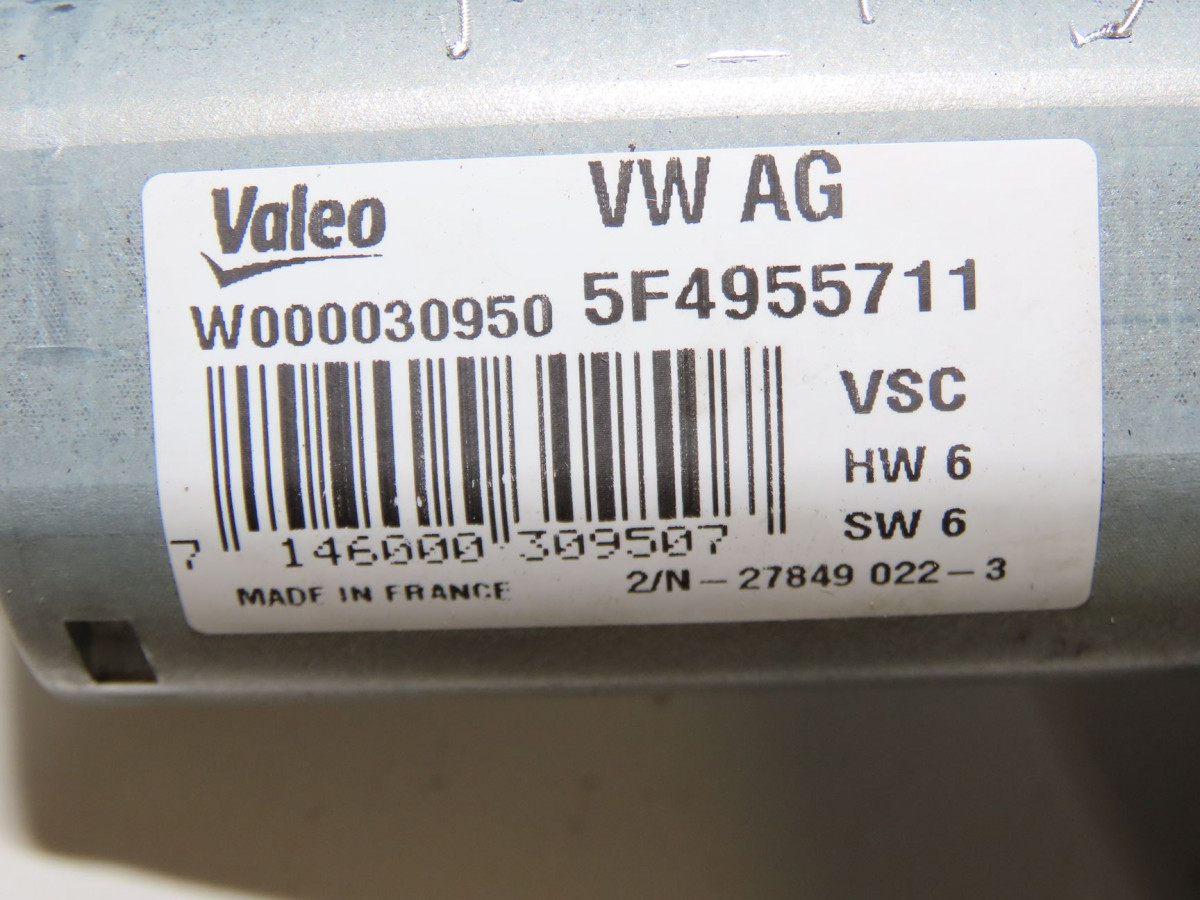 Valeo
VW AG
W000030950
5F4955711
VSC
HW 6
SW 6
7 146000 309507
MADE IN FRANCE
2/N-27849 022-3